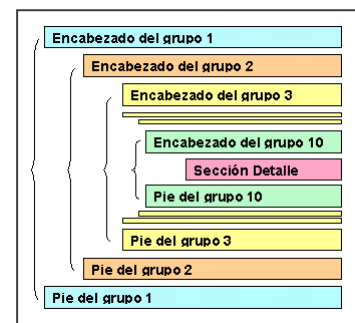 Encabezado del grupo 1
Encabezado del grupo 2
Encabezado del grupo 3
Encabezado del grupo 10
Sección Detalle
Pie del grupo 10
Pie del grupo 3
Pie del grupo 2
Pie del grupo 1